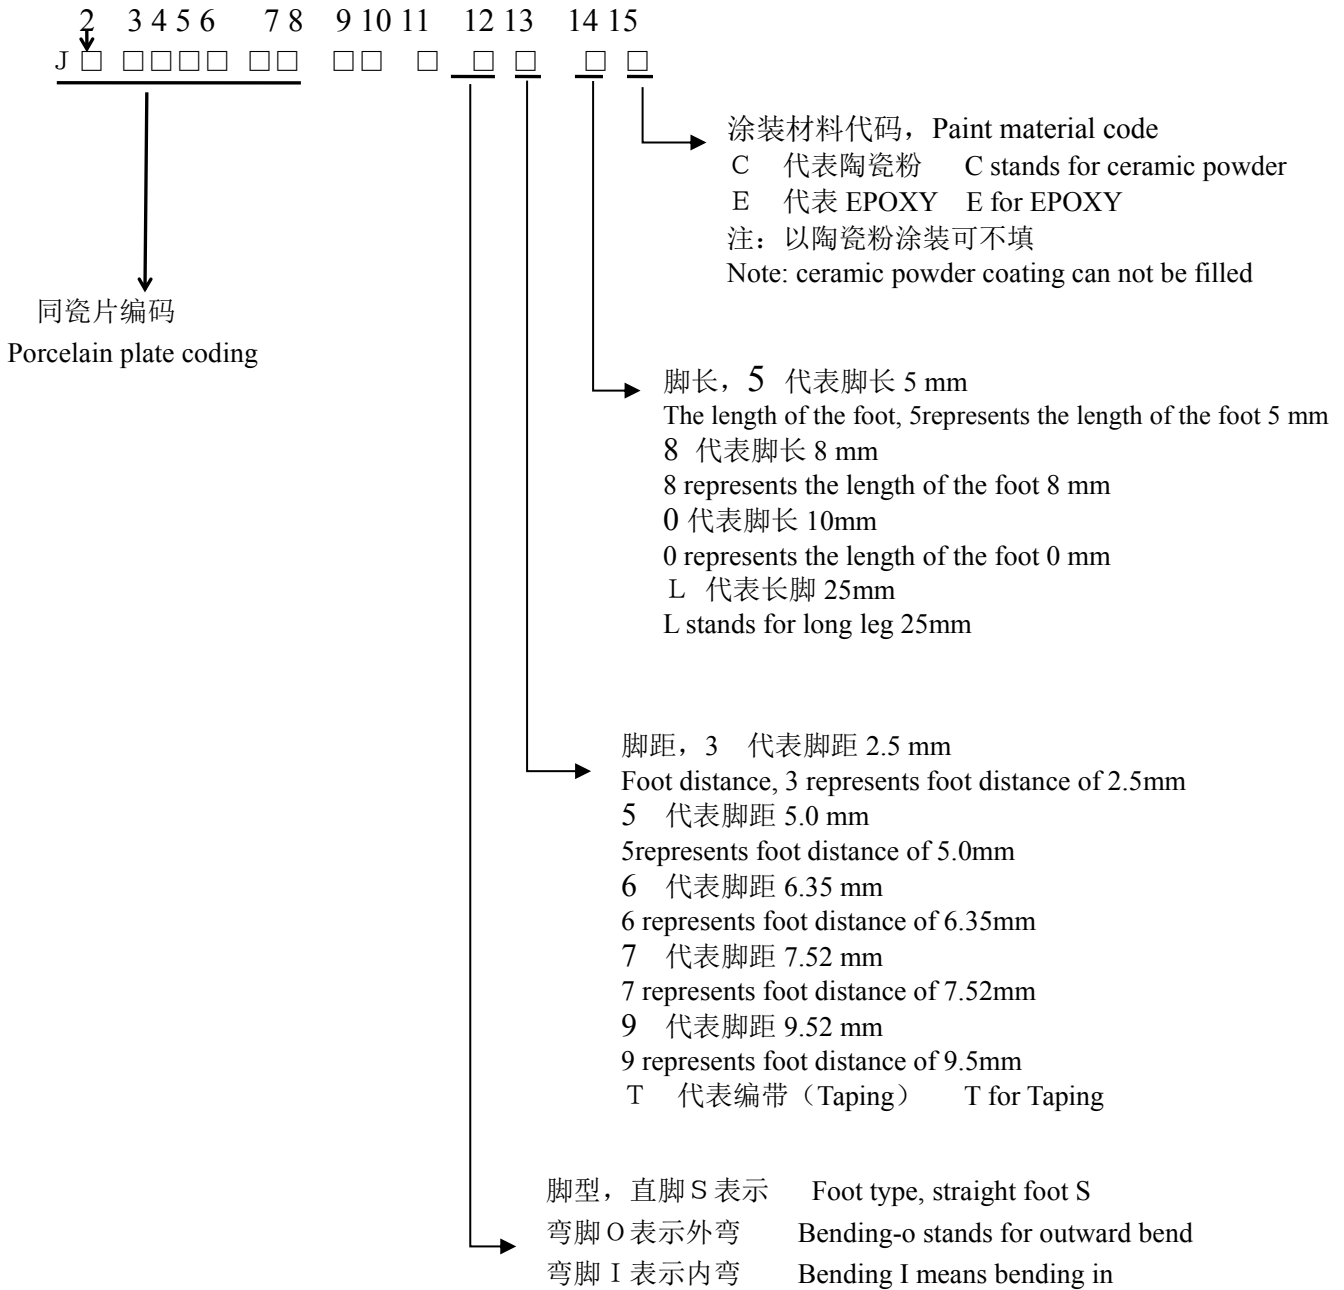 2 3 4 5 6 7 8 9 10 11 12 13 14 15
J □ □□□□ □□ □□ □ □ □ □ □
涂装材料代码，Paint material code
C 代表陶瓷粉 C stands for ceramic powder
E 代表 EPOXY E for EPOXY
注：以陶瓷粉涂装可不填
Note: ceramic powder coating can not be filled
同瓷片编码
Porcelain plate coding
脚长，5 代表脚长 5 mm
The length of the foot, 5represents the length of the foot 5 mm
8 代表脚长 8 mm
8 represents the length of the foot 8 mm
0 代表脚长 10mm
0 represents the length of the foot 0 mm
L 代表长脚 25mm
L stands for long leg 25mm
脚距，3 代表脚距 2.5 mm
Foot distance, 3 represents foot distance of 2.5mm
5 代表脚距 5.0 mm
5represents foot distance of 5.0mm
6 代表脚距 6.35 mm
6 represents foot distance of 6.35mm
7 代表脚距 7.52 mm
7 represents foot distance of 7.52mm
9 代表脚距 9.52 mm
9 represents foot distance of 9.5mm
T 代表编带（Taping） T for Taping
脚型，直脚S表示 Foot type, straight foot S
弯脚O表示外弯 Bending-o stands for outward bend
弯脚I表示内弯 Bending I means bending in